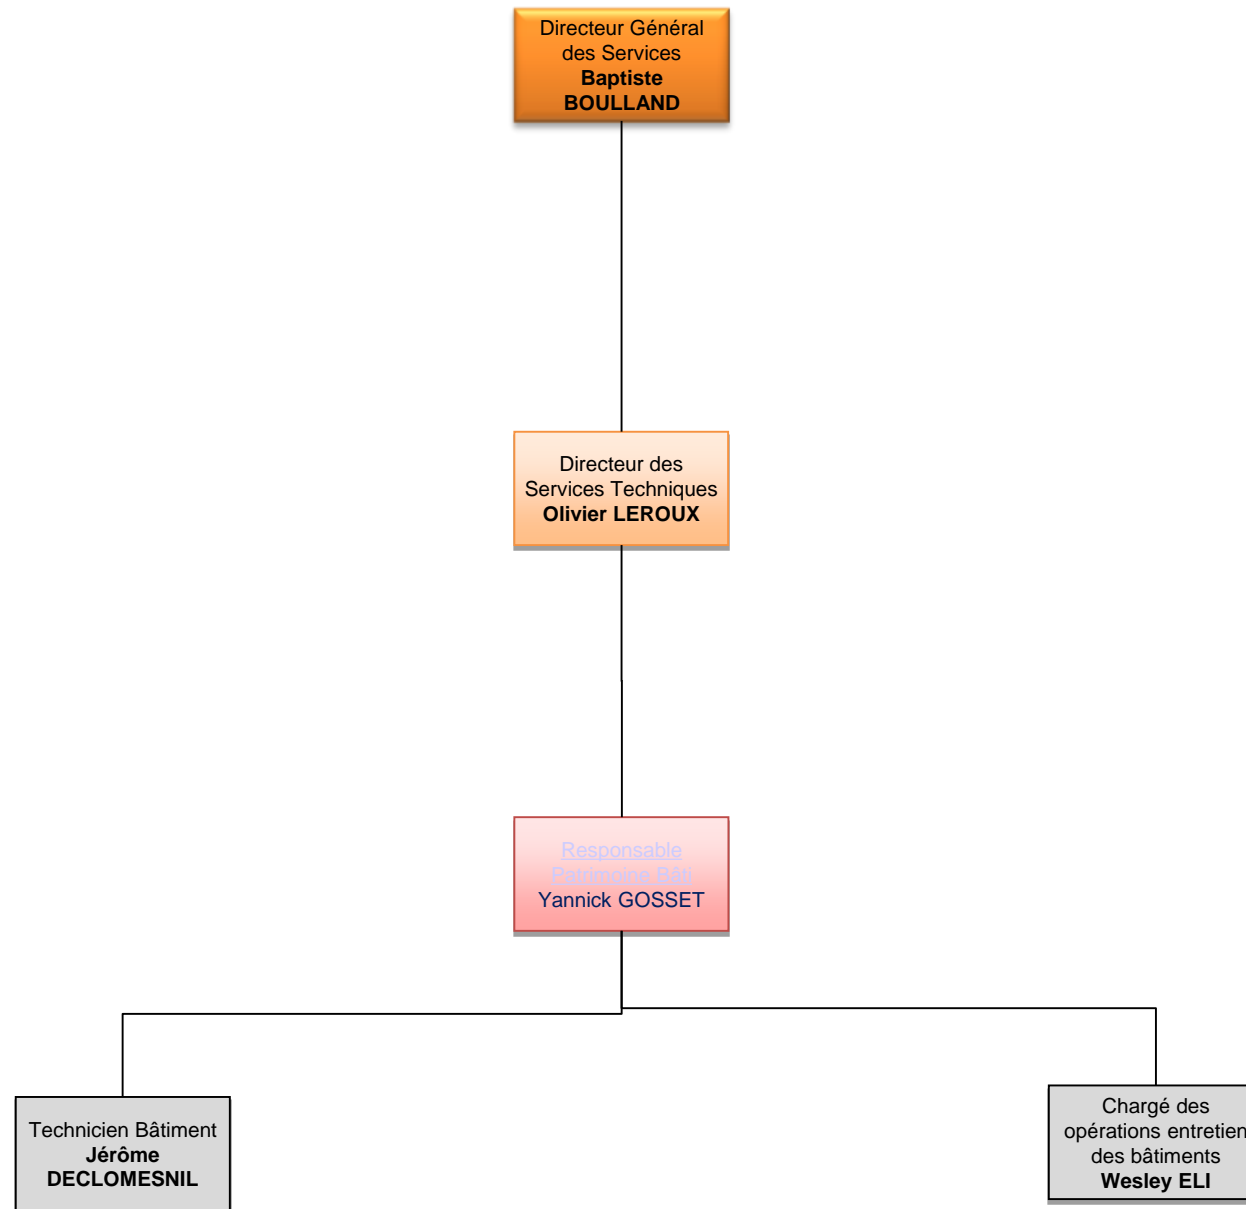 Directeur Général
des Services
Baptiste
BOULLAND
Directeur des
Services Techniques
Olivier LEROUX
Responsable
Patrimoine Bâti
Yannick GOSSET
Technicien Bâtiment
Jérôme
DECLOMESNIL
Chargé des
opérations entretien
des bâtiments
Wesley ELI